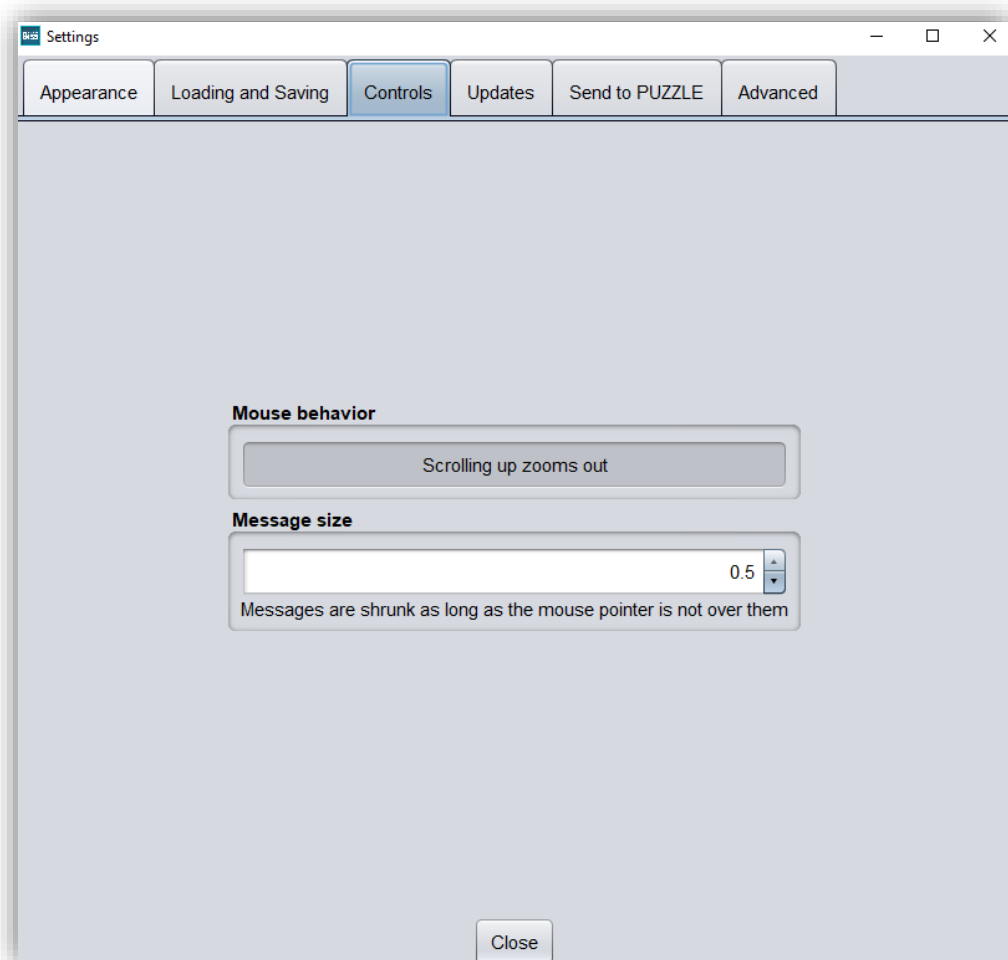 Settings
Appearance Loading and Saving Controls Updates Send to PUZZLE Advanced
Mouse behavior
Scrolling up zooms out
Message size
0.5
Messages are shrunk as long as the mouse pointer is not over them
Close